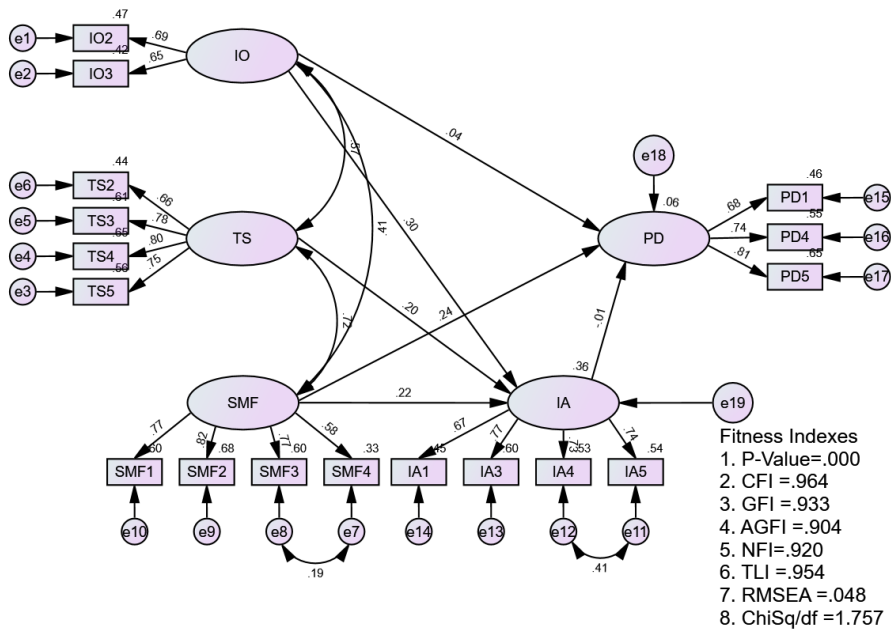 .47
e1 IO2 .69 IO
.42
e2 IO3 .65
.04
e18
.44
e6 TS2 .66
.61
e5 TS3 .78
.65
e4 TS4 .80 TS
.56
e3 TS5 .75
.41
.30
.06
PD
.68 PD1 .46 e15
.74 PD4 .55 e16
.81 PD5 .65 e17
.20
.24
-.01
.72
.36
SMF .22 IA e19
.77 .82 .77 .58 .67 .77 .74
.60 .68 .60 .33 .45 .60 .53 .54
SMF1 SMF2 SMF3 SMF4 IA1 IA3 IA4 IA5
e10 e9 e8 e7 e14 e13 e12 e11
.19 .41
Fitness Indexes
1. P-Value=.000
2. CFI =.964
3. GFI =.933
4. AGFI =.904
5. NFI=.920
6. TLI =.954
7. RMSEA =.048
8. ChiSq/df =1.757